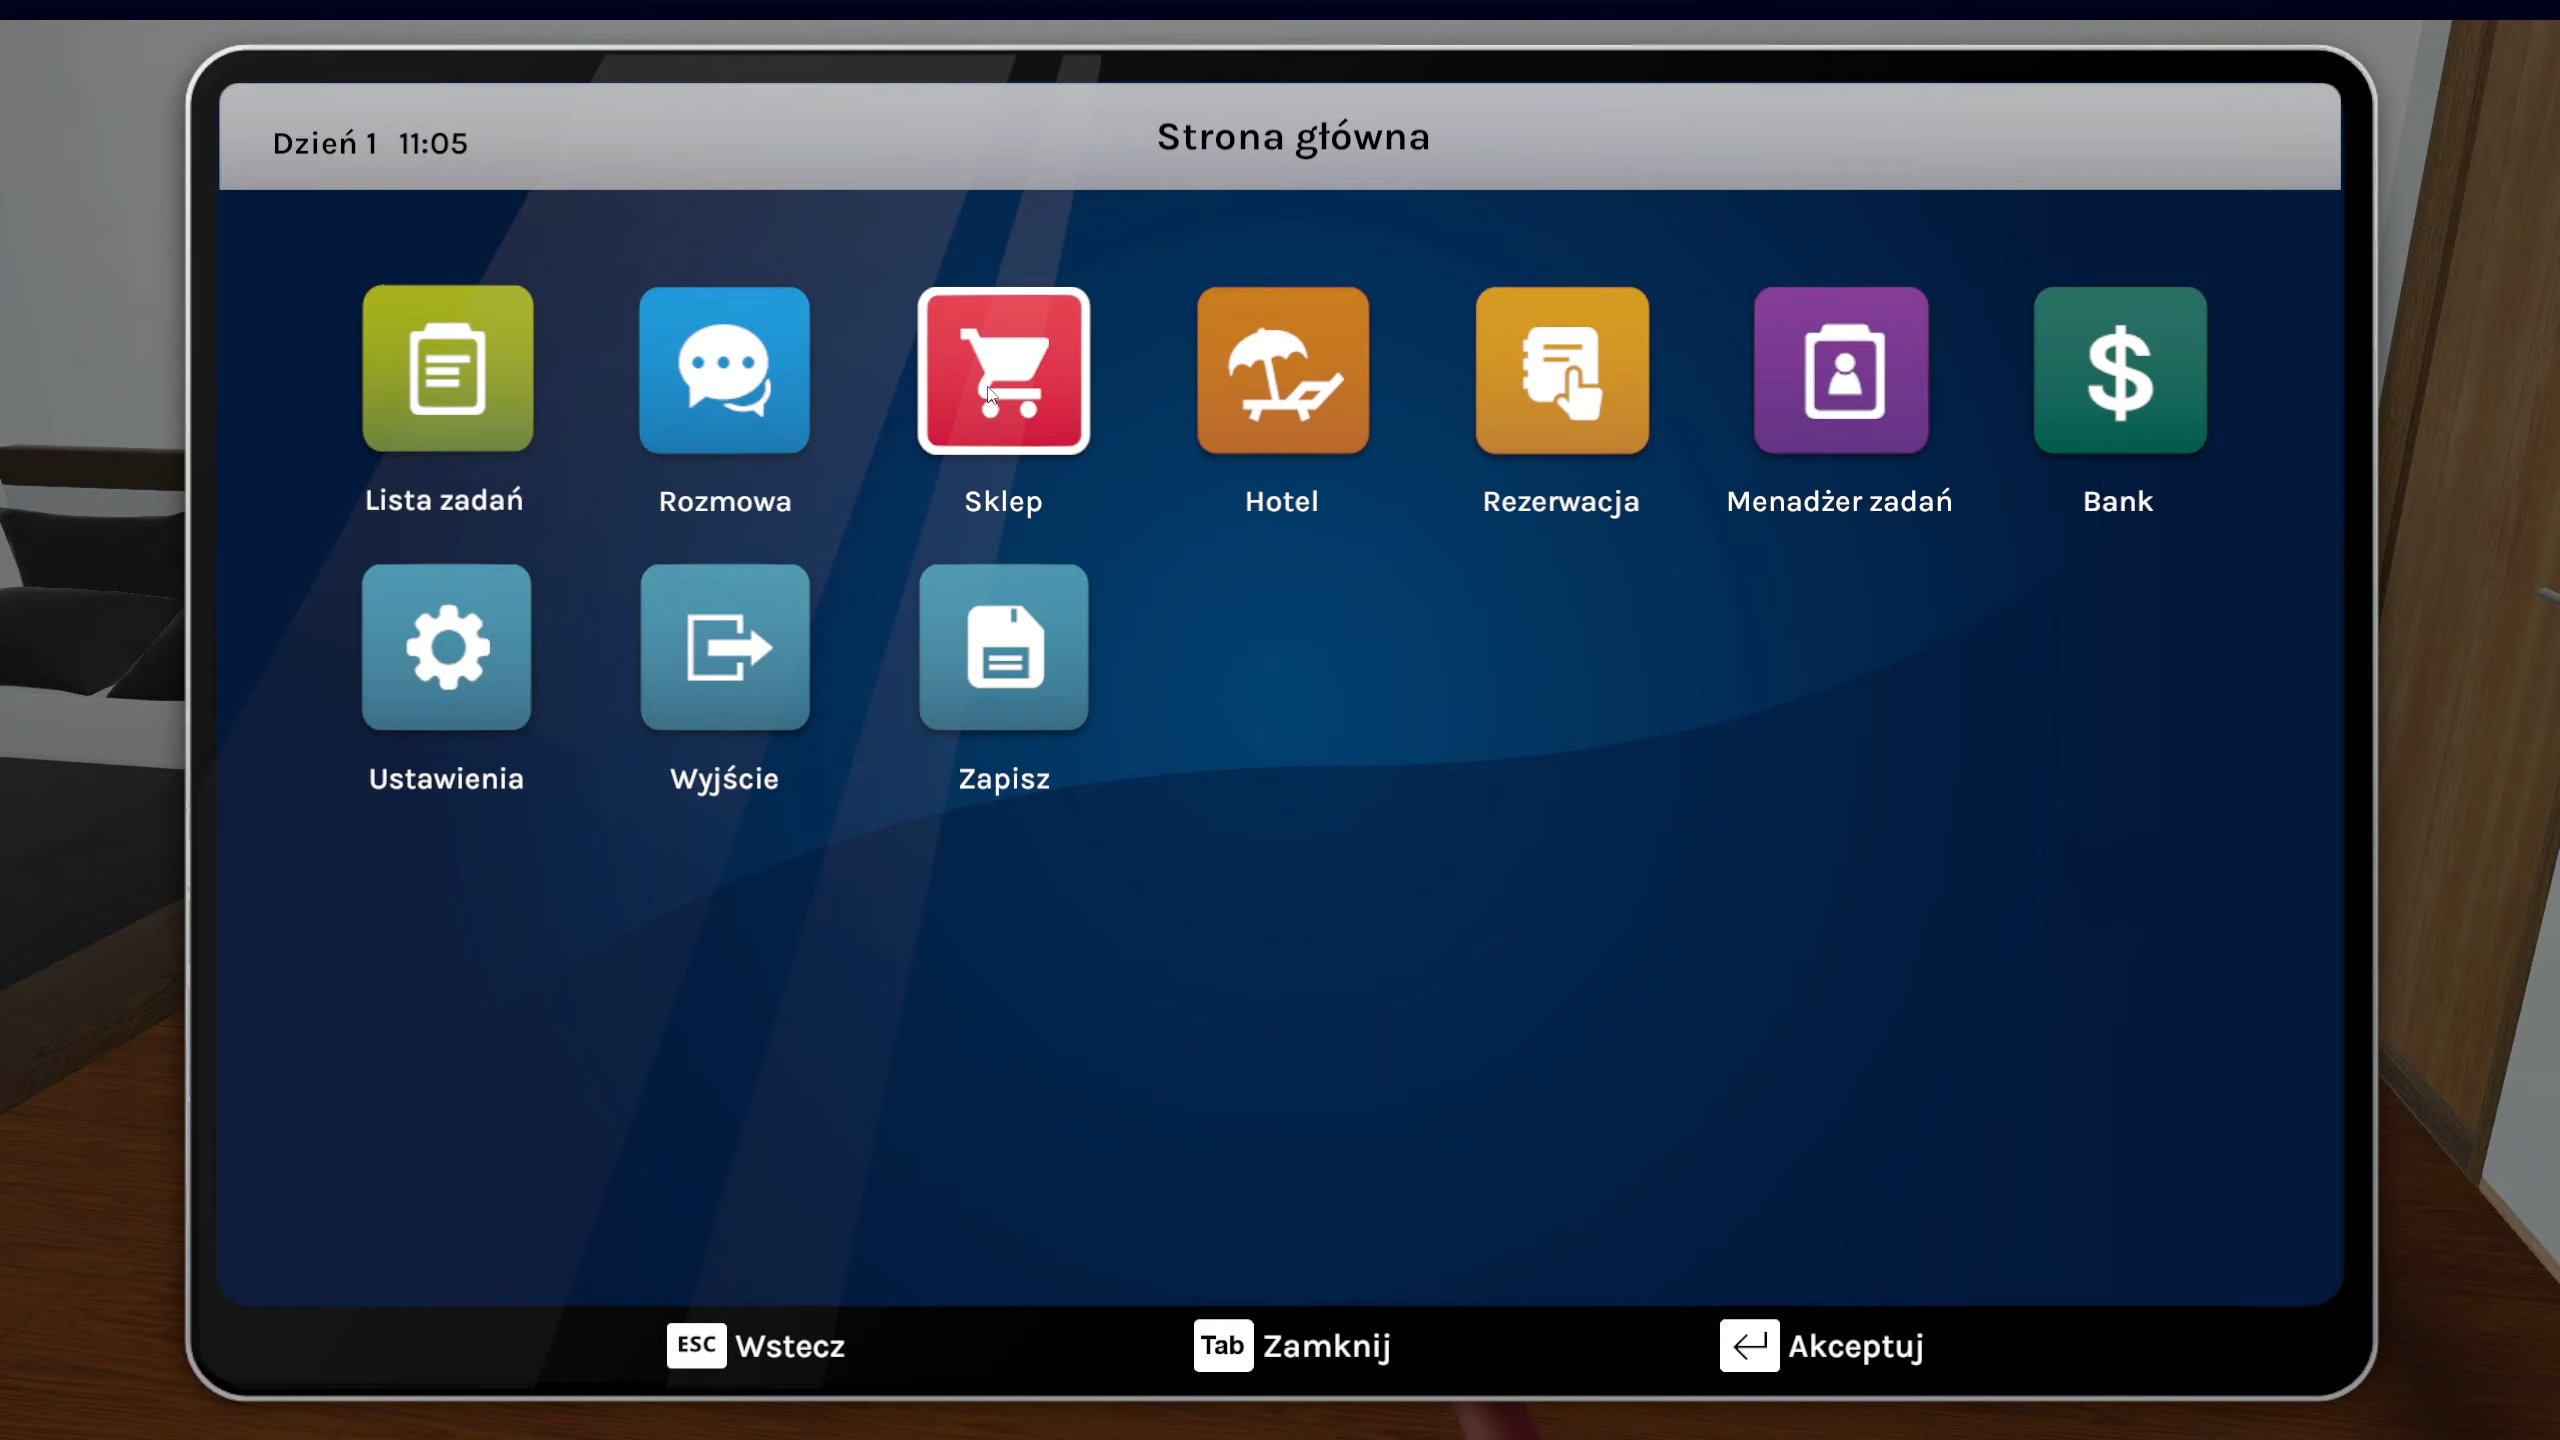 Dzień 1 11:05
Strona główna
Lista zadań
Rozmowa
Sklep
Hotel
Rezerwacja
Menadżer zadań
Bank
Ustawienia
Wyjście
Zapisz
ESC Wstecz
Tab Zamknij
Akceptuj